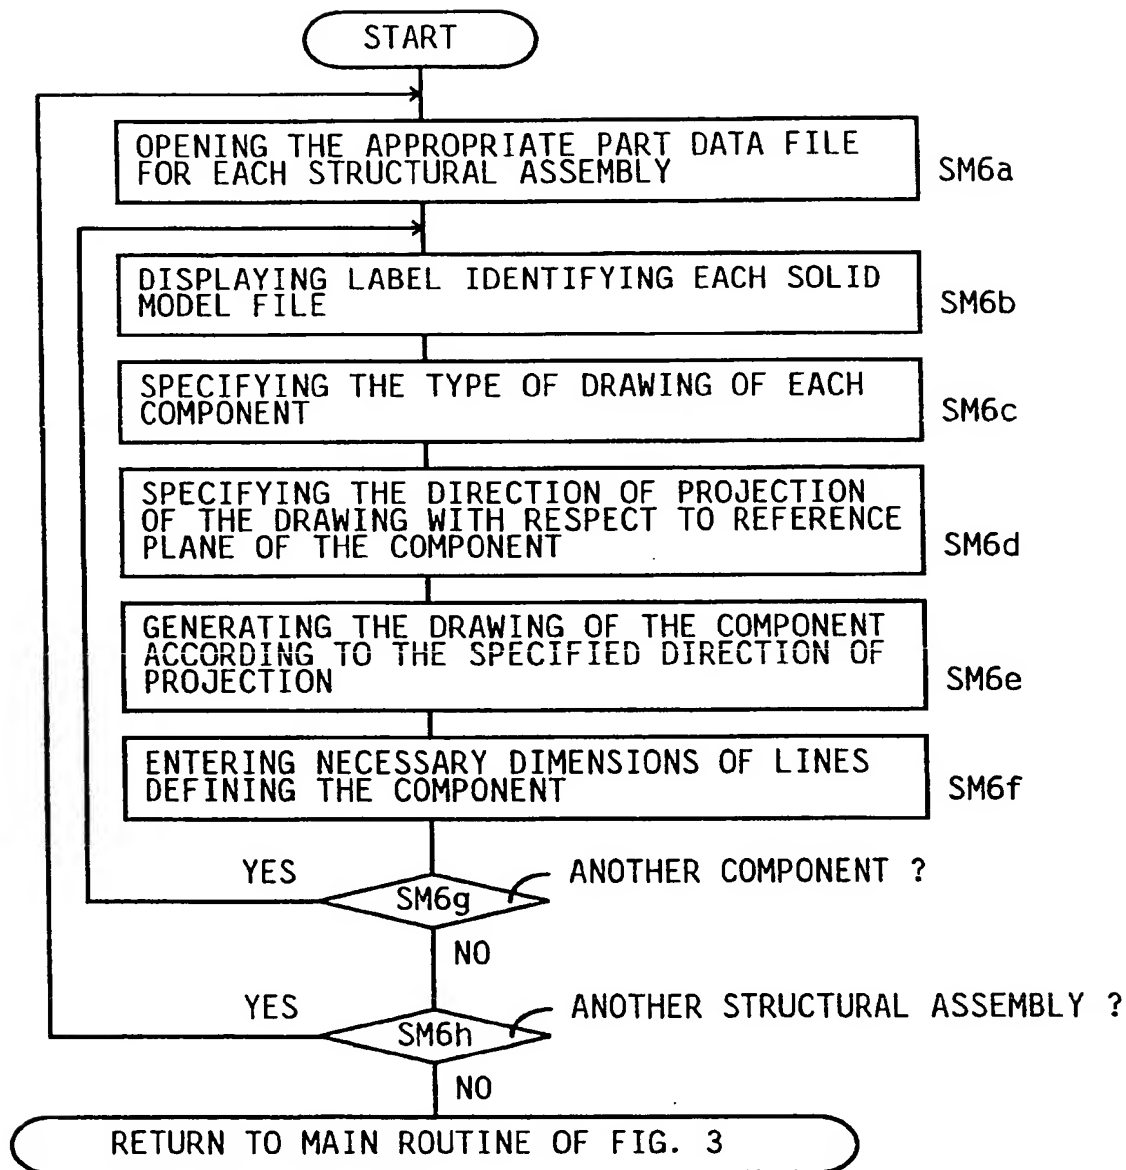 START
OPENING THE APPROPRIATE PART DATA FILE
FOR EACH STRUCTURAL ASSEMBLY
SM6a
DISPLAYING LABEL IDENTIFYING EACH SOLID
MODEL FILE
SM6b
SPECIFYING THE TYPE OF DRAWING OF EACH
COMPONENT
SM6c
SPECIFYING THE DIRECTION OF PROJECTION
OF THE DRAWING WITH RESPECT TO REFERENCE
PLANE OF THE COMPONENT
SM6d
GENERATING THE DRAWING OF THE COMPONENT
ACCORDING TO THE SPECIFIED DIRECTION OF
PROJECTION
SM6e
ENTERING NECESSARY DIMENSIONS OF LINES
DEFINING THE COMPONENT
SM6f
YES
SM6g
ANOTHER COMPONENT ?
NO
YES
SM6h
ANOTHER STRUCTURAL ASSEMBLY ?
NO
RETURN TO MAIN ROUTINE OF FIG. 3